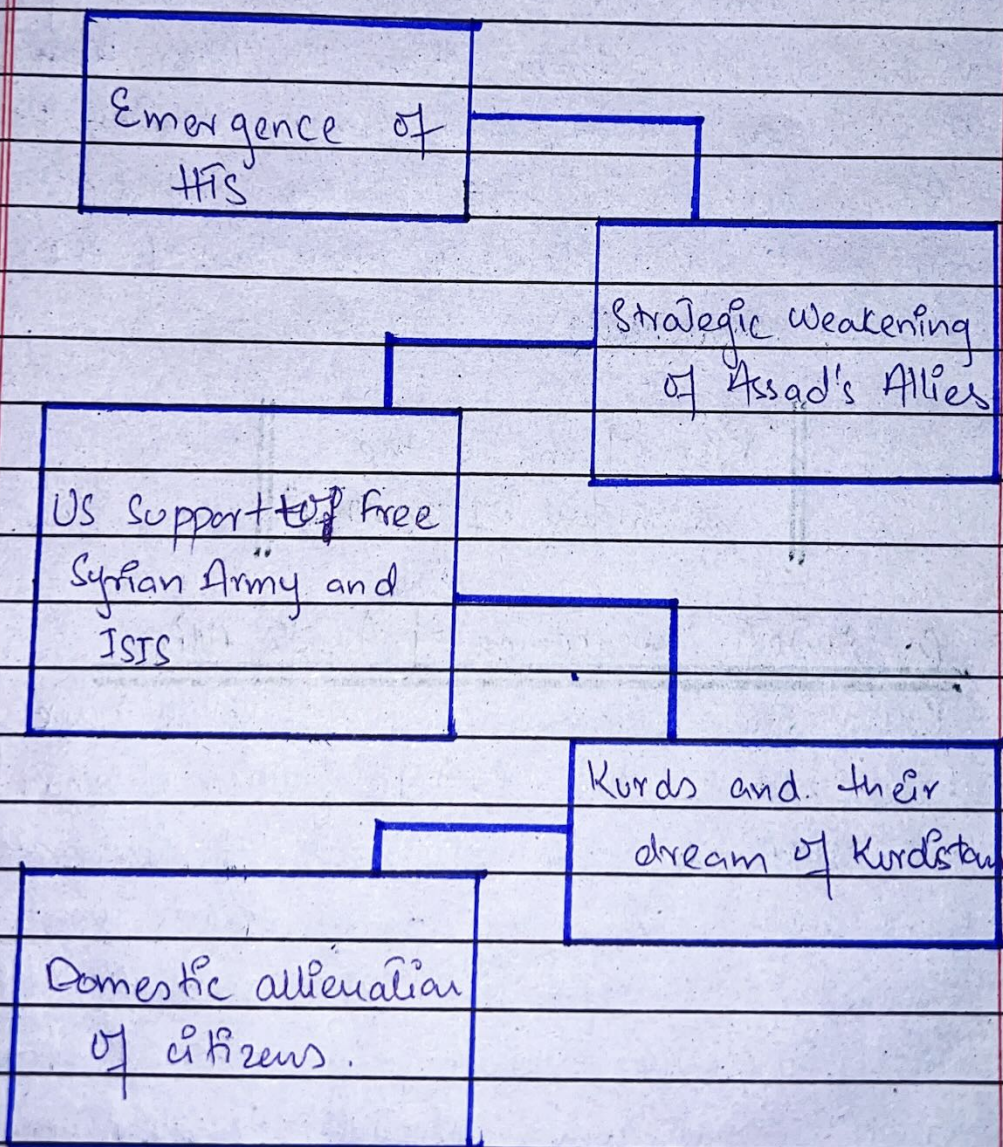 Emergence of
HTS
Strategic Weakening
of Assad's Allies
US Support of Free
Syrian Army and
ISIS
Kurds and their
dream of Kurdistan
Domestic allienation
of citizens.